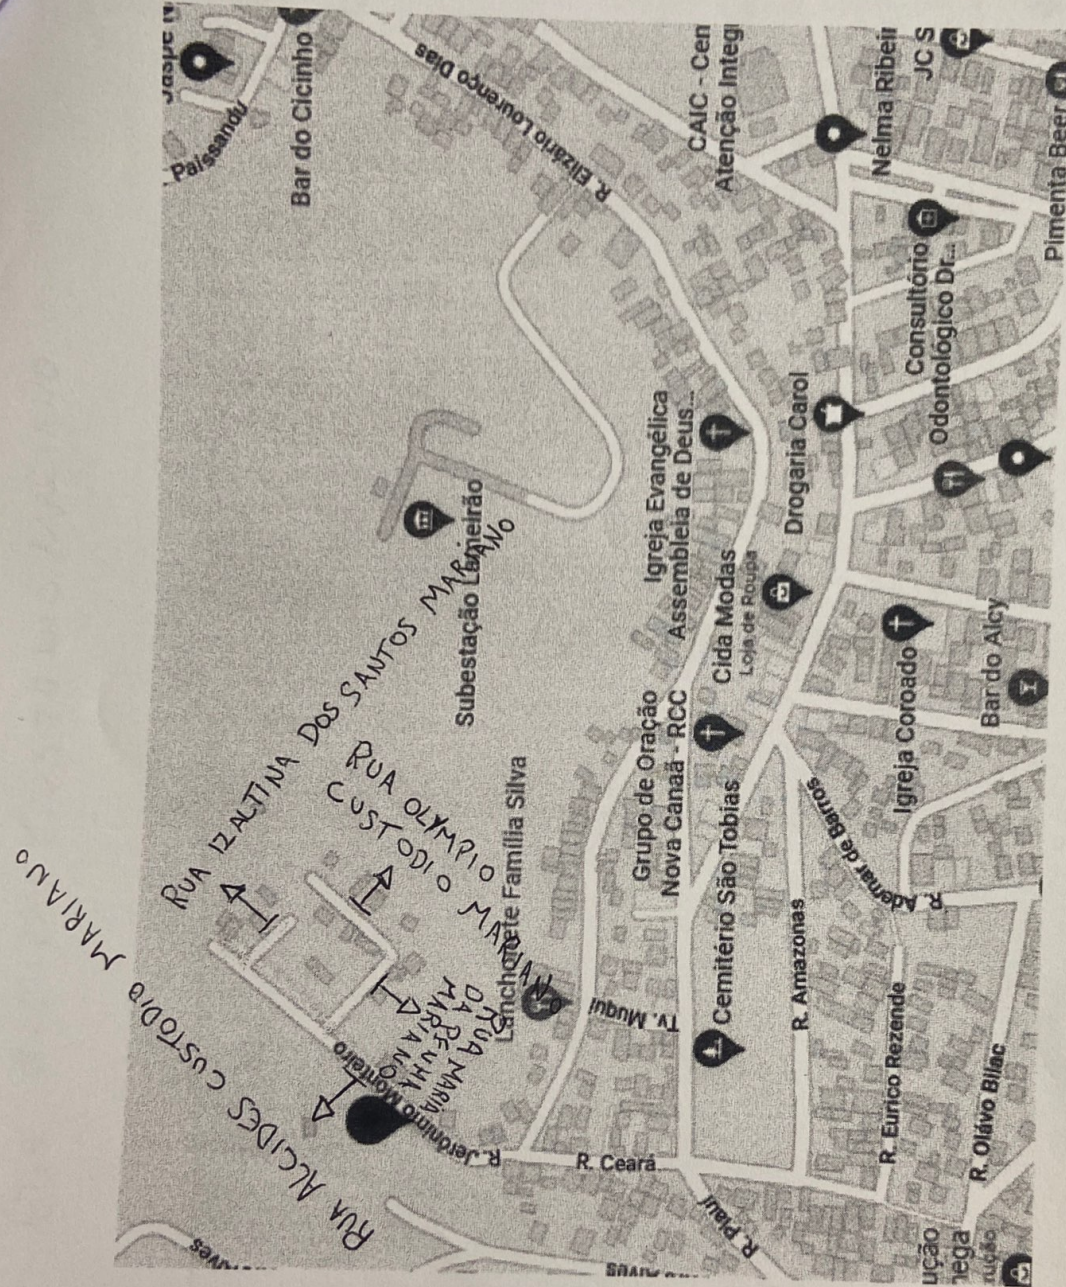 Paissandu
Bar do Cicinho
R. Elizário Lourenço Dias
CAIC - Cen
Atenção Integ
Nelma Ribeir
JC S
Consultório
Odontológico Dr...
Pimenta Beer
Igreja Evangélica
Assembleia de Deus...
Drogaria Carol
Cida Modas
Loja de Roupa
Subestação Lameirão
Igreja Coroado
Bar do Alcy
Grupo de Oração
Nova Canaã - RCC
Lanchonete Família Silva
Cemitério São Tobias
R. Ademar de Barros
R. Amazonas
Tv. Muqui
R. Eurico Rezende
R. Olavo Bilac
R. Ceará
R. Piauí
R. Jerônimo Monteiro
RUA IZALTINA DOS SANTOS MARIANO
RUA OLYMPIO
CUSTODIO MARIANO
RUA MARIA
DA PENHA
MARIANO
RUA ALCIDES CUSTÓDIO MARIANO